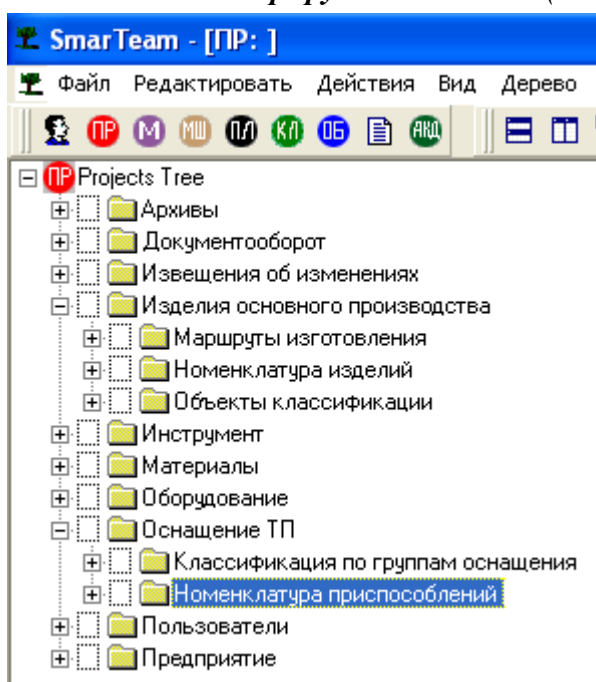 SmarTeam - [ПР: ]
Файл Редактировать Действия Вид Дерево
ПР М МШ ПЛ КЛ ОБ АКД
ПР Projects Tree
Архивы
Документооборот
Извещения об изменениях
Изделия основного производства
Маршруты изготовления
Номенклатура изделий
Объекты классификации
Инструмент
Материалы
Оборудование
Оснащение ТП
Классификация по группам оснащения
Номенклатура приспособлений
Пользователи
Предприятие